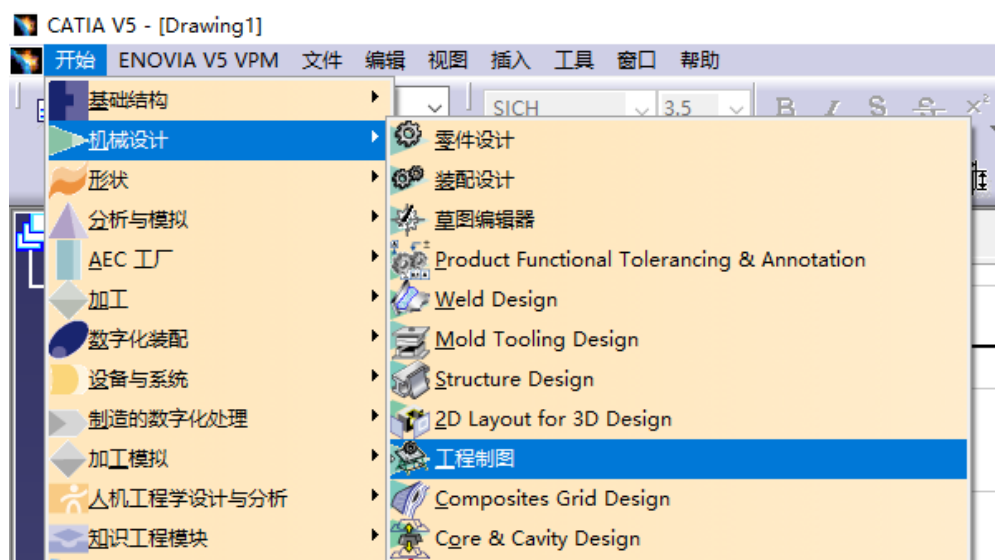 CATIA V5 - [Drawing1]
开始 ENOVIA V5 VPM 文件 编辑 视图 插入 工具 窗口 帮助
SICH 3.5 B I S S x²
基础结构
机械设计
形状
分析与模拟
AEC 工厂
加工
数字化装配
设备与系统
制造的数字化处理
加工模拟
人机工程学设计与分析
知识工程模块
零件设计
装配设计
草图编辑器
Product Functional Tolerancing & Annotation
Weld Design
Mold Tooling Design
Structure Design
2D Layout for 3D Design
工程制图
Composites Grid Design
Core & Cavity Design